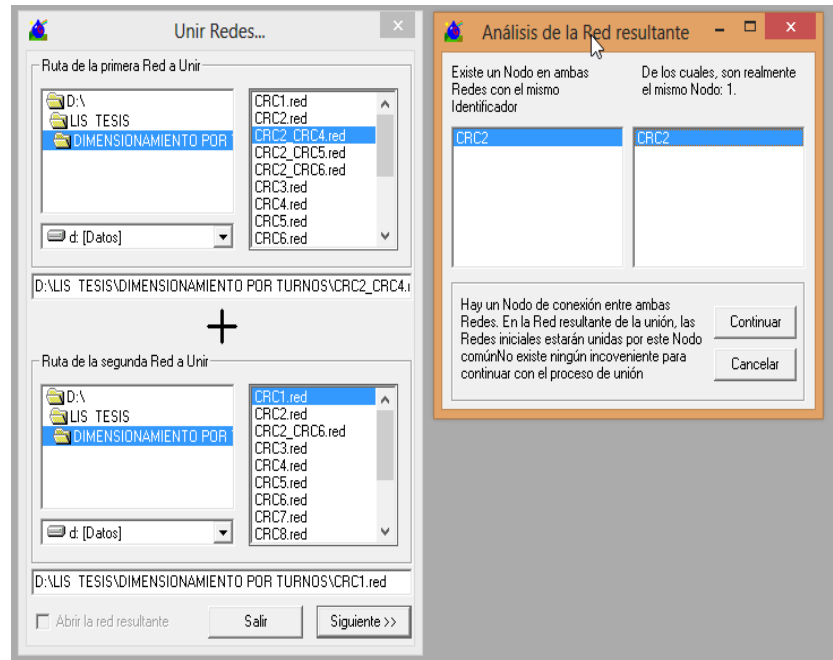 Unir Redes...
Ruta de la primera Red a Unir
D:\
LIS TESIS
DIMENSIONAMIENTO POR
d: [Datos]
CRC1.red
CRC2.red
CRC2_CRC4.red
CRC2_CRC5.red
CRC2_CRC6.red
CRC3.red
CRC4.red
CRC5.red
CRC6.red
D:\LIS TESIS\DIMENSIONAMIENTO POR TURNOS\CRC2_CRC4.r
+
Ruta de la segunda Red a Unir
D:\
LIS TESIS
DIMENSIONAMIENTO POR
d: [Datos]
CRC1.red
CRC2.red
CRC2_CRC6.red
CRC3.red
CRC4.red
CRC5.red
CRC6.red
CRC7.red
CRC8.red
D:\LIS TESIS\DIMENSIONAMIENTO POR TURNOS\CRC1.red
Abrir la red resultante
Salir
Siguiente >>
Análisis de la Red resultante
Existe un Nodo en ambas
Redes con el mismo
Identificador
De los cuales, son realmente
el mismo Nodo: 1.
CRC2
CRC2
Hay un Nodo de conexión entre ambas
Redes. En la Red resultante de la unión, las
Redes iniciales estarán unidas por este Nodo
comúnNo existe ningún incoveniente para
continuar con el proceso de unión
Continuar
Cancelar